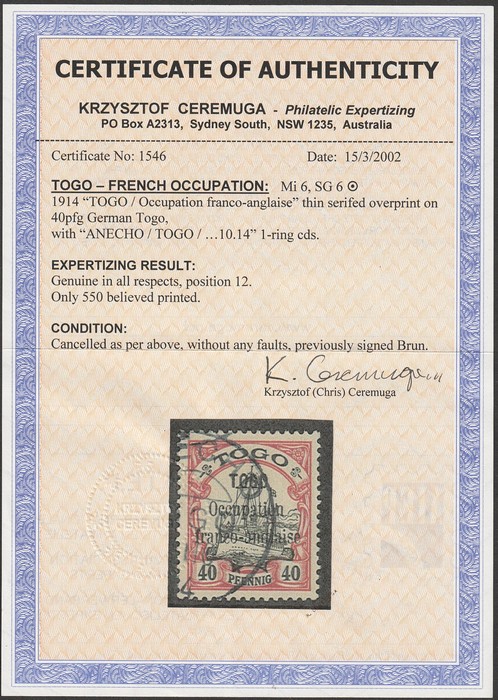 CERTIFICATE OF AUTHENTICITY
KRZYSZTOF CEREMUGA - Philatelic Expertizing
PO Box A2313, Sydney South, NSW 1235, Australia
Certificate No: 1546 Date: 15/3/2002
TOGO – FRENCH OCCUPATION: Mi 6, SG 6
1914 “TOGO / Occupation franco-anglaise” thin serifed overprint on
40pfg German Togo,
with “ANECHO / TOGO / …10.14” 1-ring cds.
EXPERTIZING RESULT:
Genuine in all respects, position 12.
Only 550 believed printed.
CONDITION:
Cancelled as per above, without any faults, previously signed Brun.
K. Ceremuga
Krzysztof (Chris) Ceremuga
TOGO
TOGO
Occupation
franco-anglaise
40 PFENNIG 40